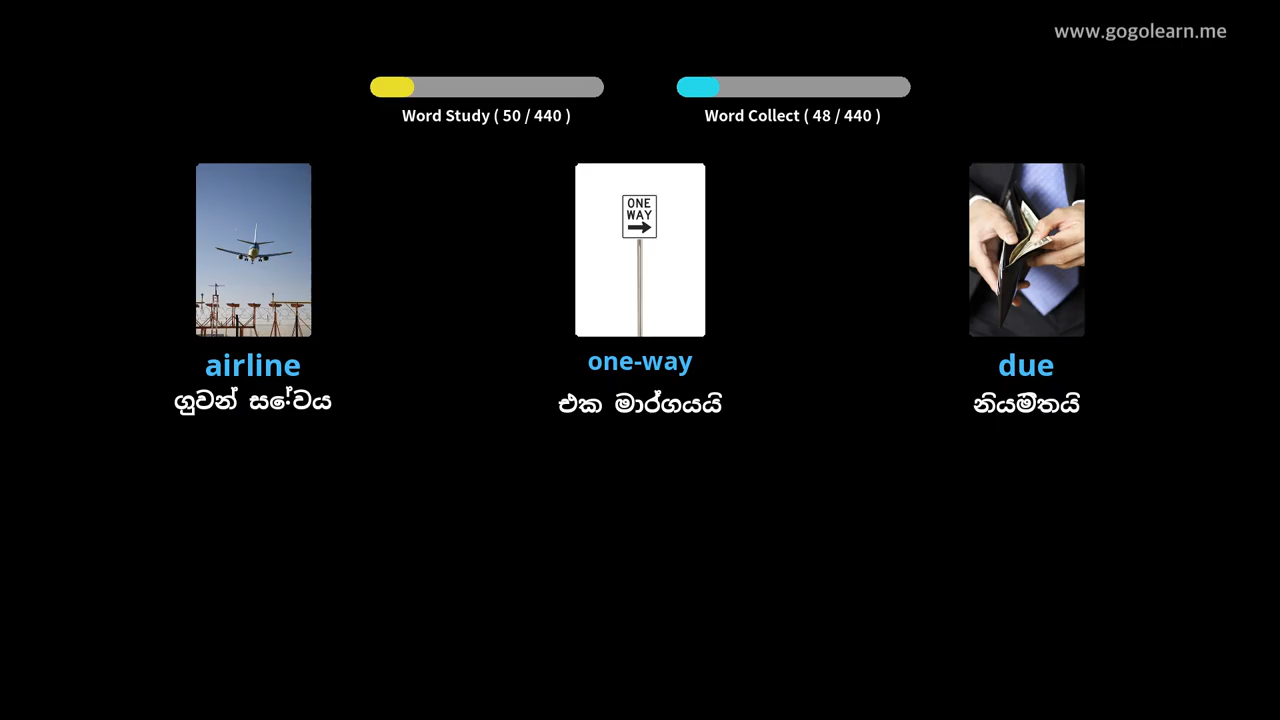 www.gogolearn.me
Word Study ( 50 / 440 )
Word Collect ( 48 / 440 )
ONE
WAY
airline
one-way
due
ගුවන් සේවය
එක මාර්ගයයි
නියමිතයි